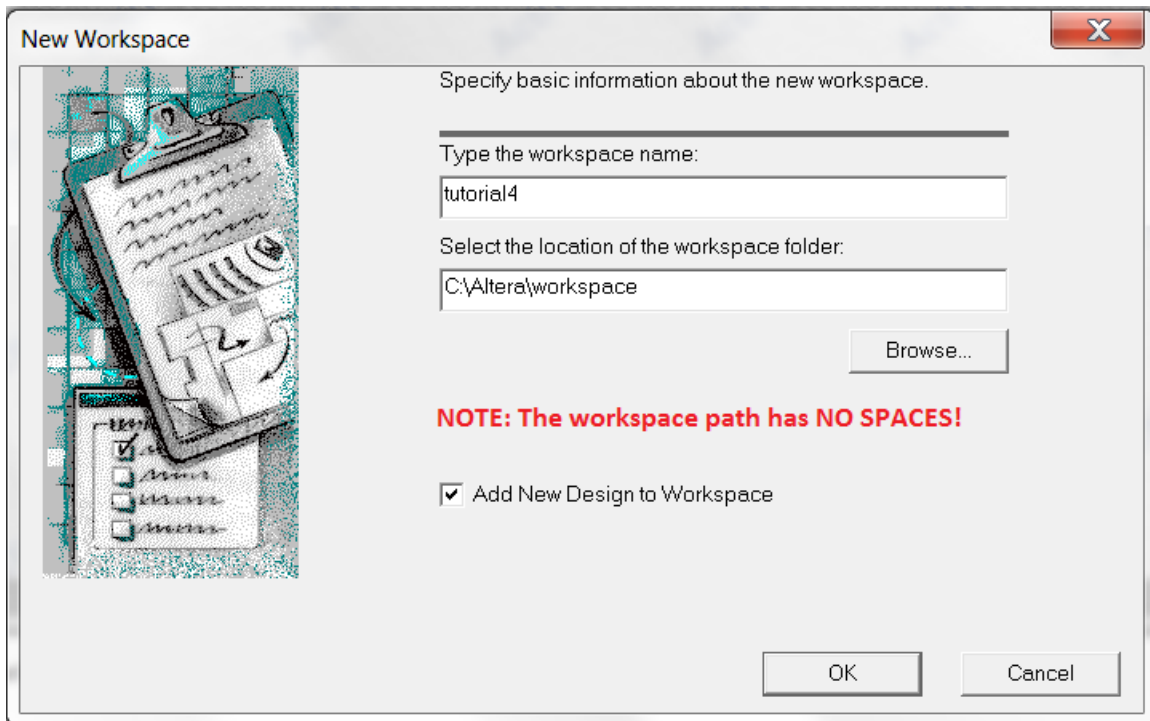 New Workspace
Specify basic information about the new workspace.
Type the workspace name:
tutorial4
Select the location of the workspace folder:
C:\Altera\workspace
Browse...
NOTE: The workspace path has NO SPACES!
Add New Design to Workspace
OK
Cancel